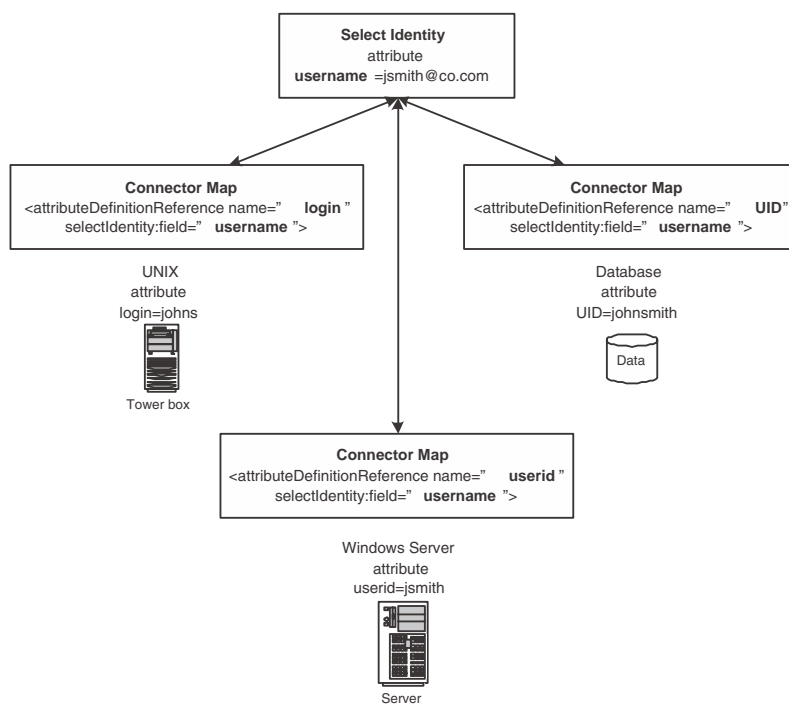 Select Identity
attribute
username =jsmith@co.com
Connector Map
<attributeDefinitionReference name=” login ”
selectIdentity:field=” username ”>
Connector Map
<attributeDefinitionReference name=” UID”
selectIdentity:field=” username ”>
UNIX
attribute
login=johns
Tower box
Database
attribute
UID=johnsmith
Data
Connector Map
<attributeDefinitionReference name=” userid ”
selectIdentity:field=” username ”>
Windows Server
attribute
userid=jsmith
Server